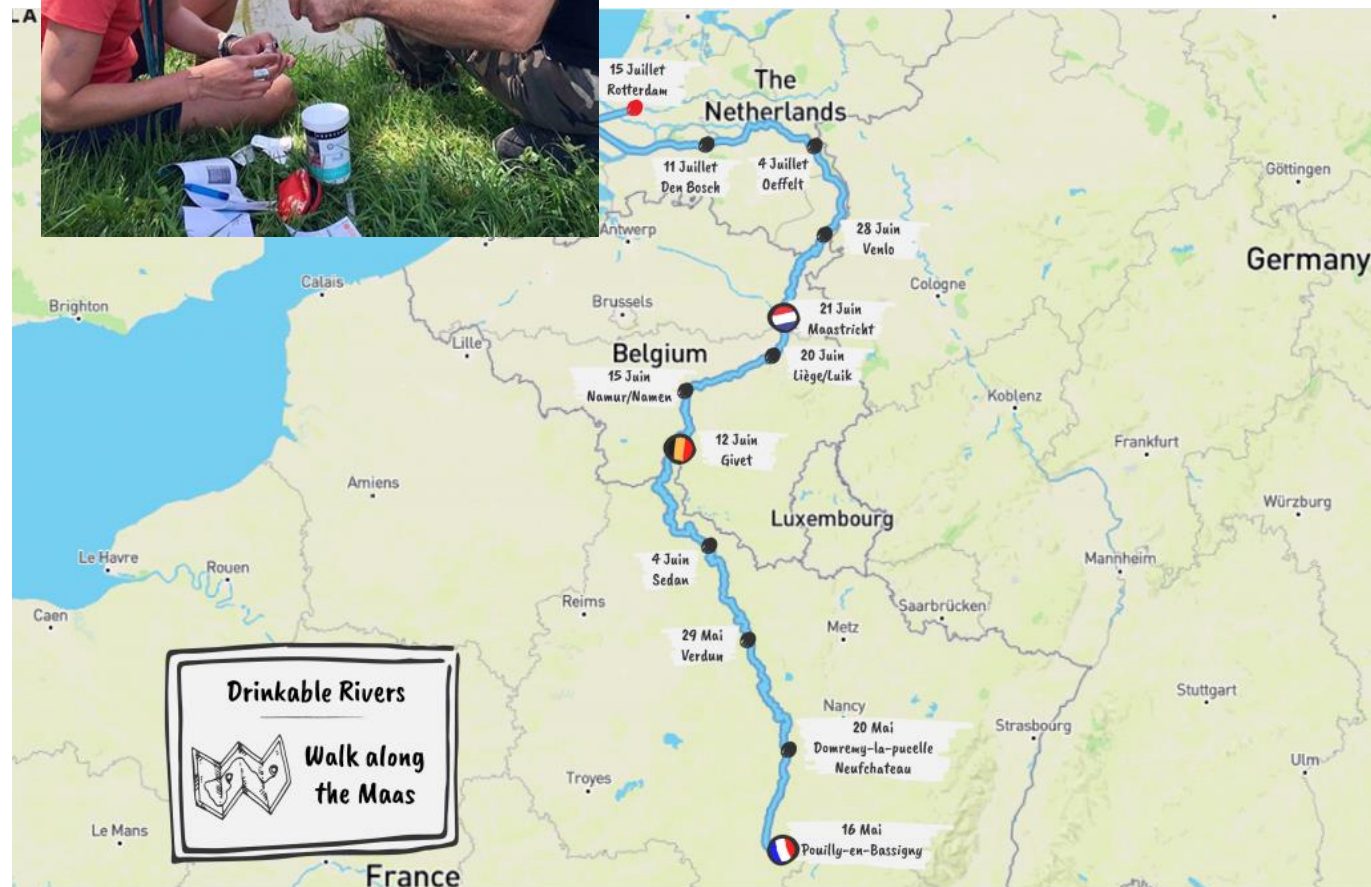 LA
15 Juillet
Rotterdam
The
Netherlands
11 Juillet
Den Bosch
4 Juillet
Oeffelt
Göttingen
Antwerp
28 Juin
Venlo
Germany
Calais
Cologne
Brighton
Brussels
21 Juin
Maastricht
Lille
Belgium
20 Juin
Liège/Luik
15 Juin
Namur/Namen
Koblenz
12 Juin
Givet
Frankfurt
Amiens
Würzburg
Luxembourg
Le Havre
Rouen
4 Juin
Sedan
Mannheim
Reims
Saarbrücken
Caen
Metz
29 Mai
Verdun
Drinkable Rivers
Walk along
the Maas
Stuttgart
Nancy
Strasbourg
20 Mai
Domremy-la-pucelle
Neufchateau
Troyes
Ulm
Le Mans
16 Mai
Pouilly-en-Bassigny
France